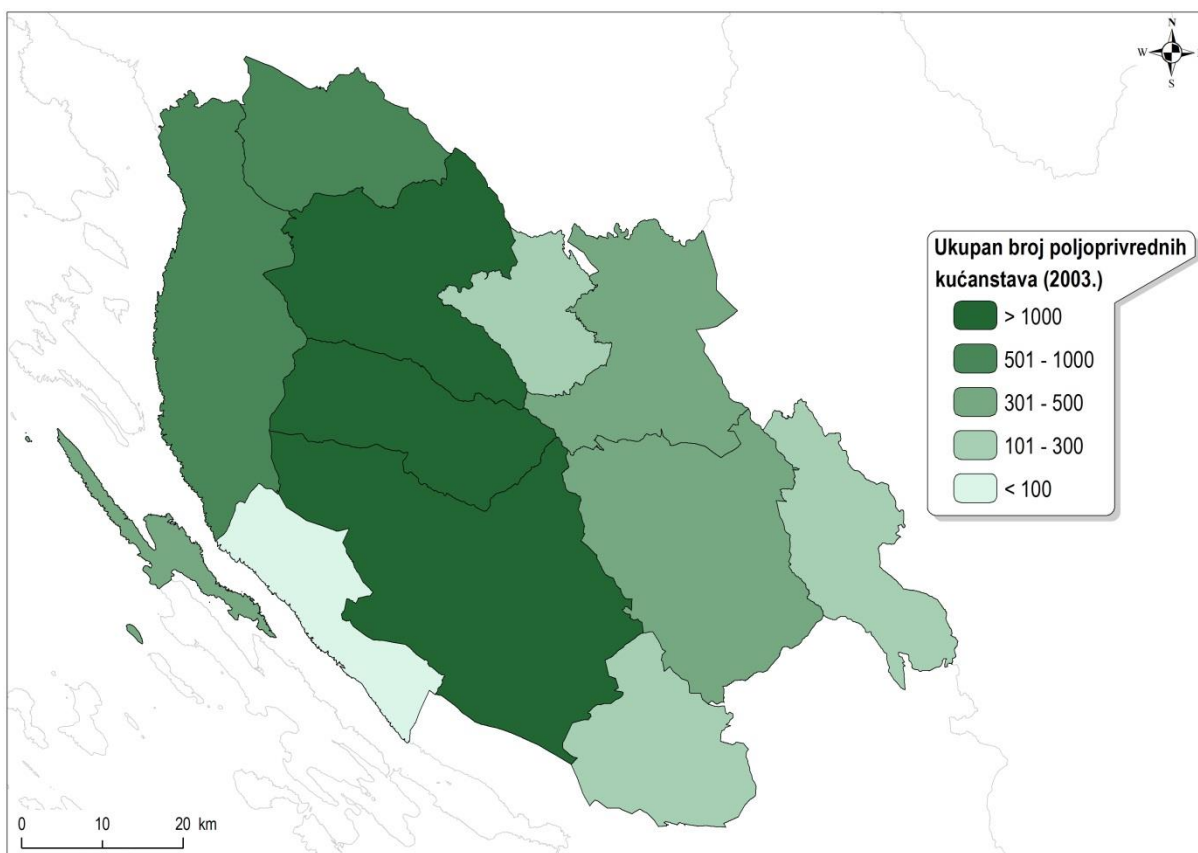 N
W
S
Ukupan broj poljoprivrednih
kućanstava (2003.)
> 1000
501 - 1000
301 - 500
101 - 300
< 100
0 10 20 km